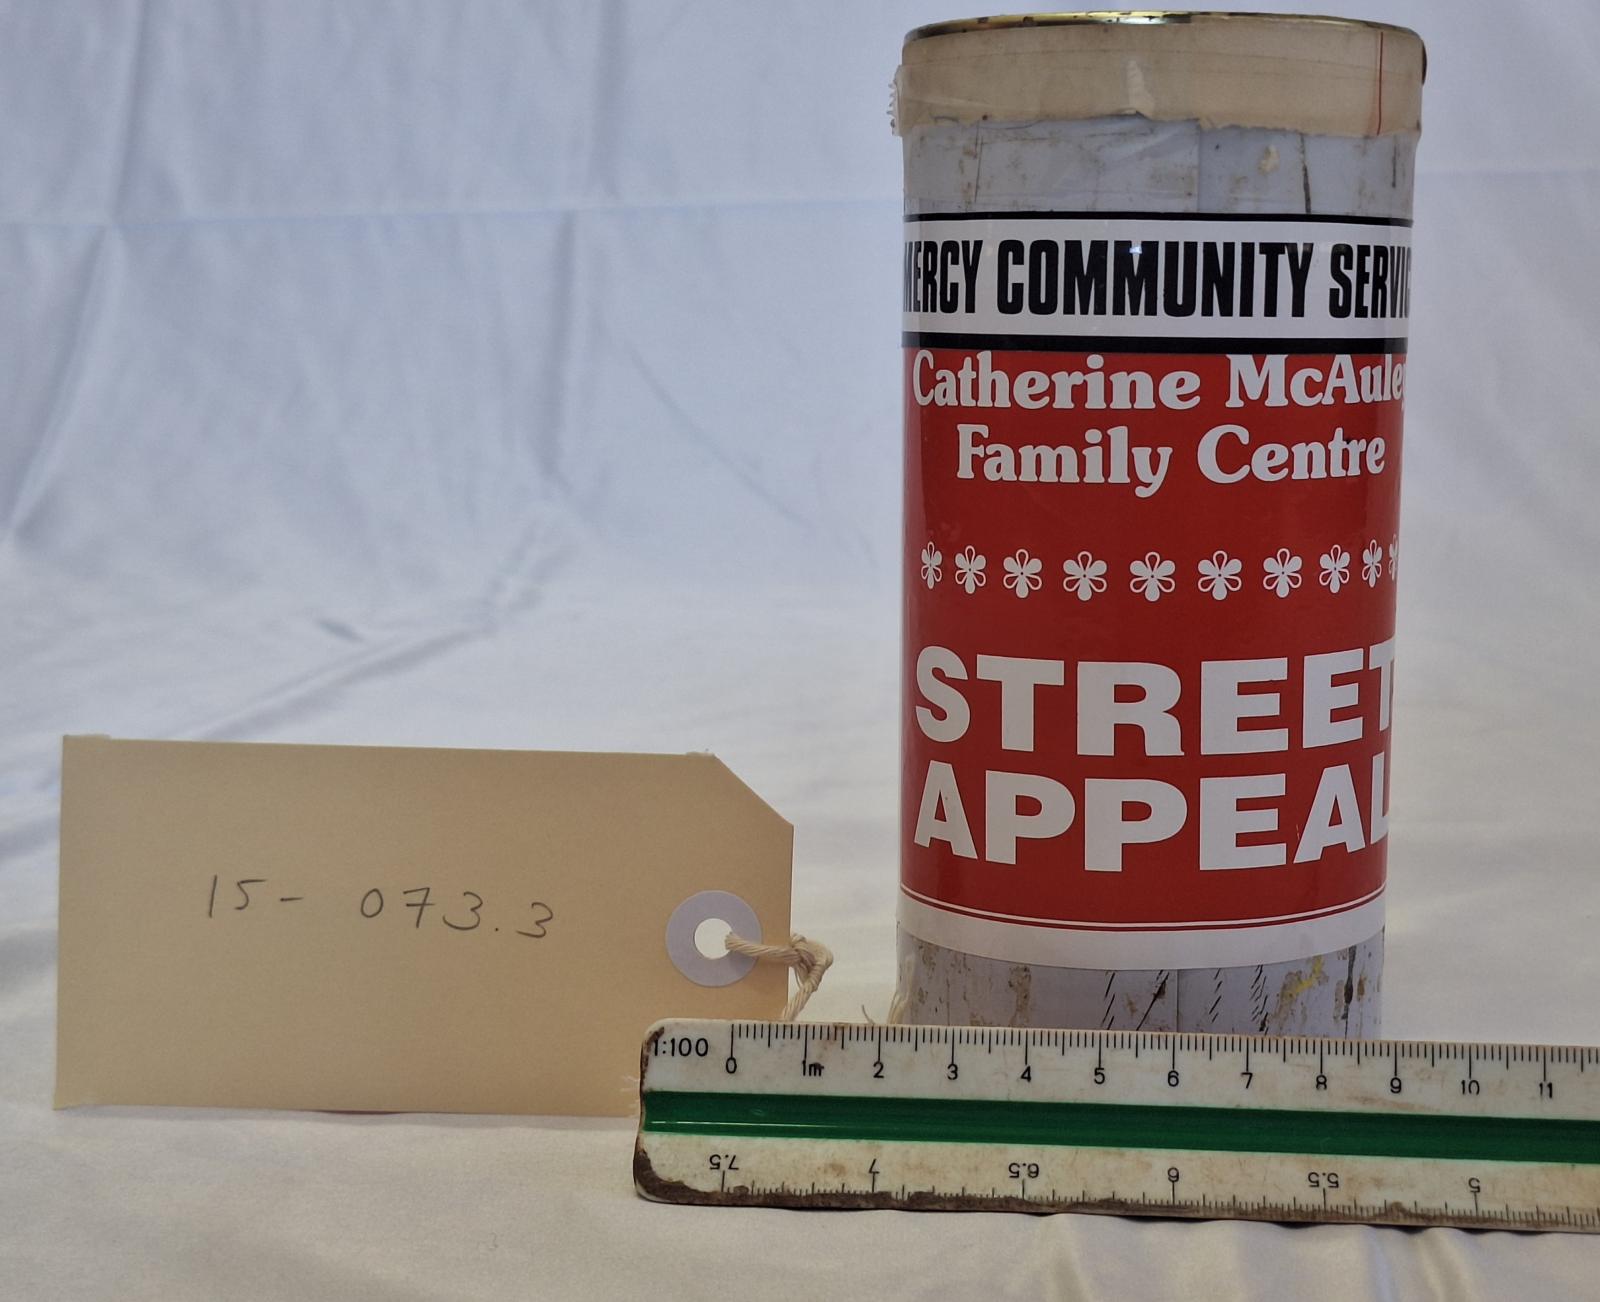 MERCY COMMUNITY SERVIC
Catherine McAuley
Family Centre
STREET
APPEAL
15-073.3
1:100 0 1m 2 3 4 5 6 7 8 9 10 11
7.5 7 6.5 6 5.5 5